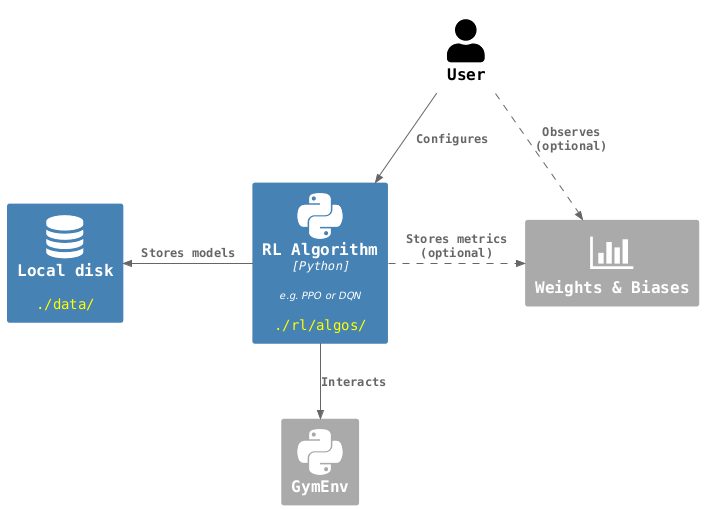 User
Configures
Observes
(optional)
Local disk
./data/
Stores models
RL Algorithm
[Python]
e.g. PPO or DQN
./rl/algos/
Stores metrics
(optional)
Weights & Biases
Interacts
GymEnv